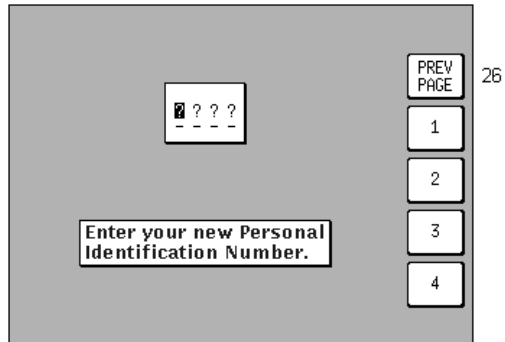 PREV
PAGE
26
? ? ? ?
1
2
Enter your new Personal
Identification Number.
3
4